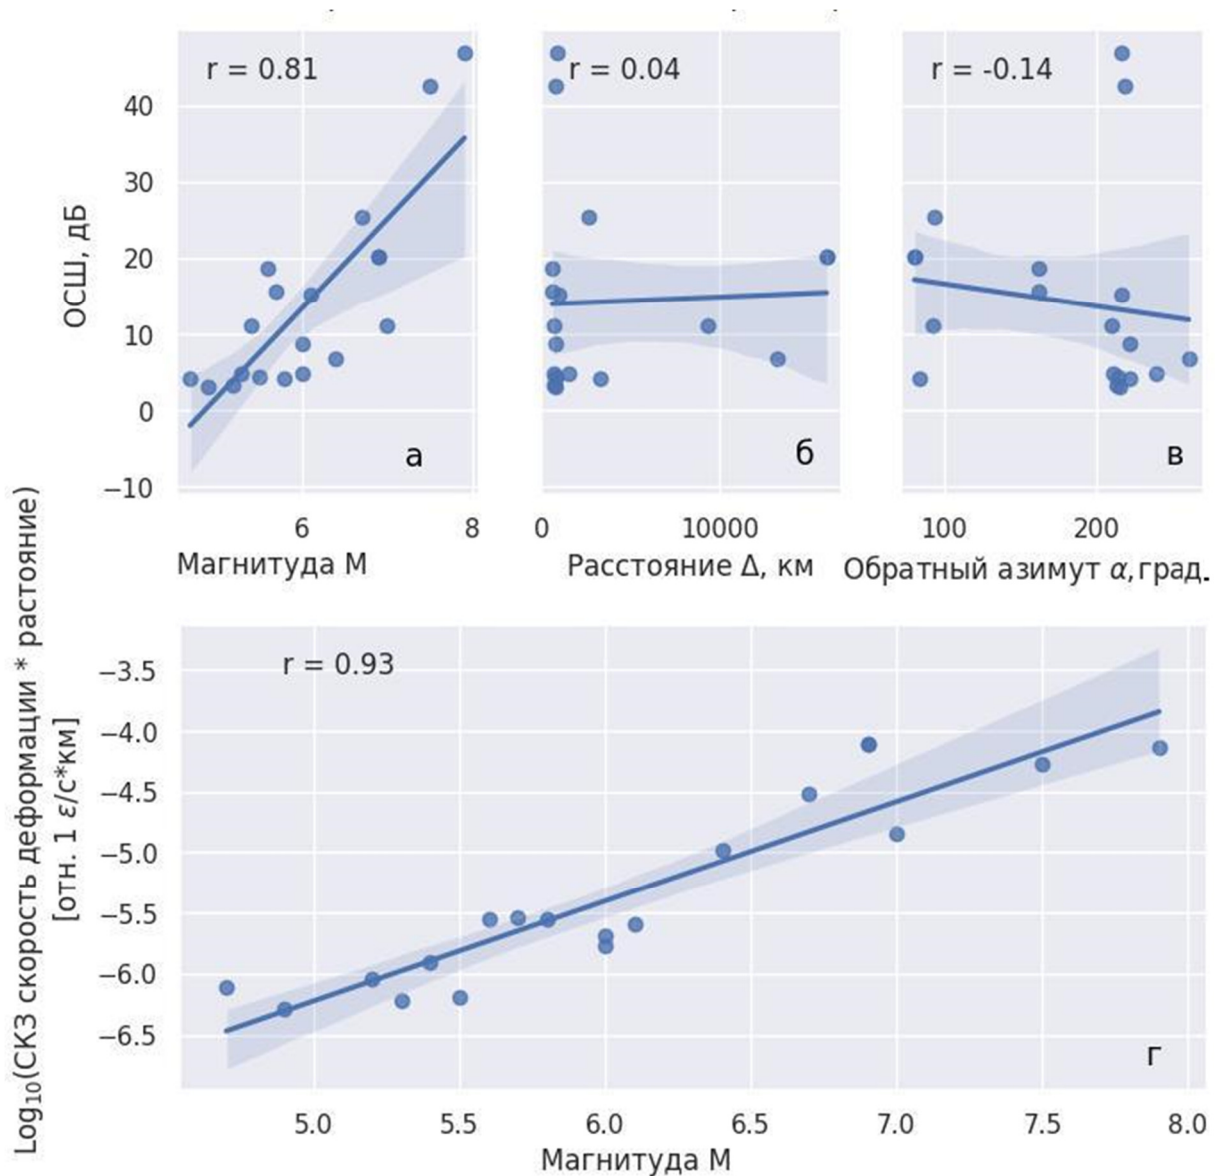 r = 0.81
r = 0.04
r = -0.14
ОСШ, дБ
40
30
20
10
0
−10
а
б
в
6
8
0
10000
100
200
Магнитуда М
Расстояние Δ, км
Обратный азимут α,град.
Log₁₀(СКЗ скорость деформации * растояние)
[отн. 1 ε/с*км]
r = 0.93
−3.5
−4.0
−4.5
−5.0
−5.5
−6.0
−6.5
г
5.0
5.5
6.0
6.5
7.0
7.5
8.0
Магнитуда М